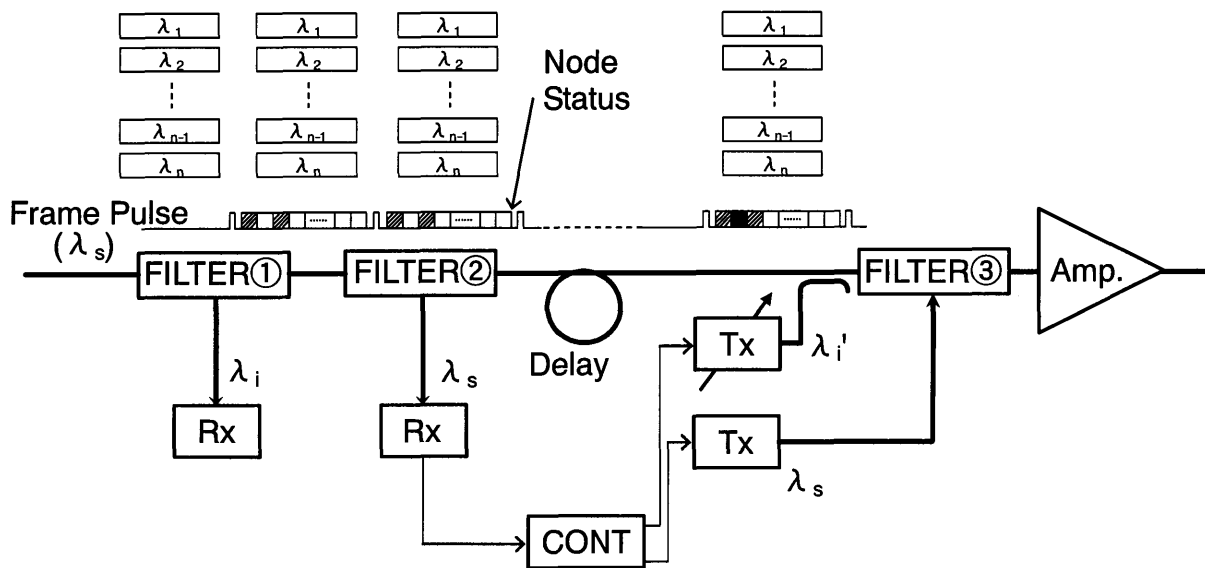 λ1 λ1 λ1 λ1
λ2 λ2 λ2 λ2
Node
Status
λn-1 λn-1 λn-1 λn-1
λn λn λn λn
Frame Pulse
(λs)
FILTER① FILTER② FILTER③ Amp.
Delay
λi λs Tx λi'
Rx Rx Tx
λs
CONT